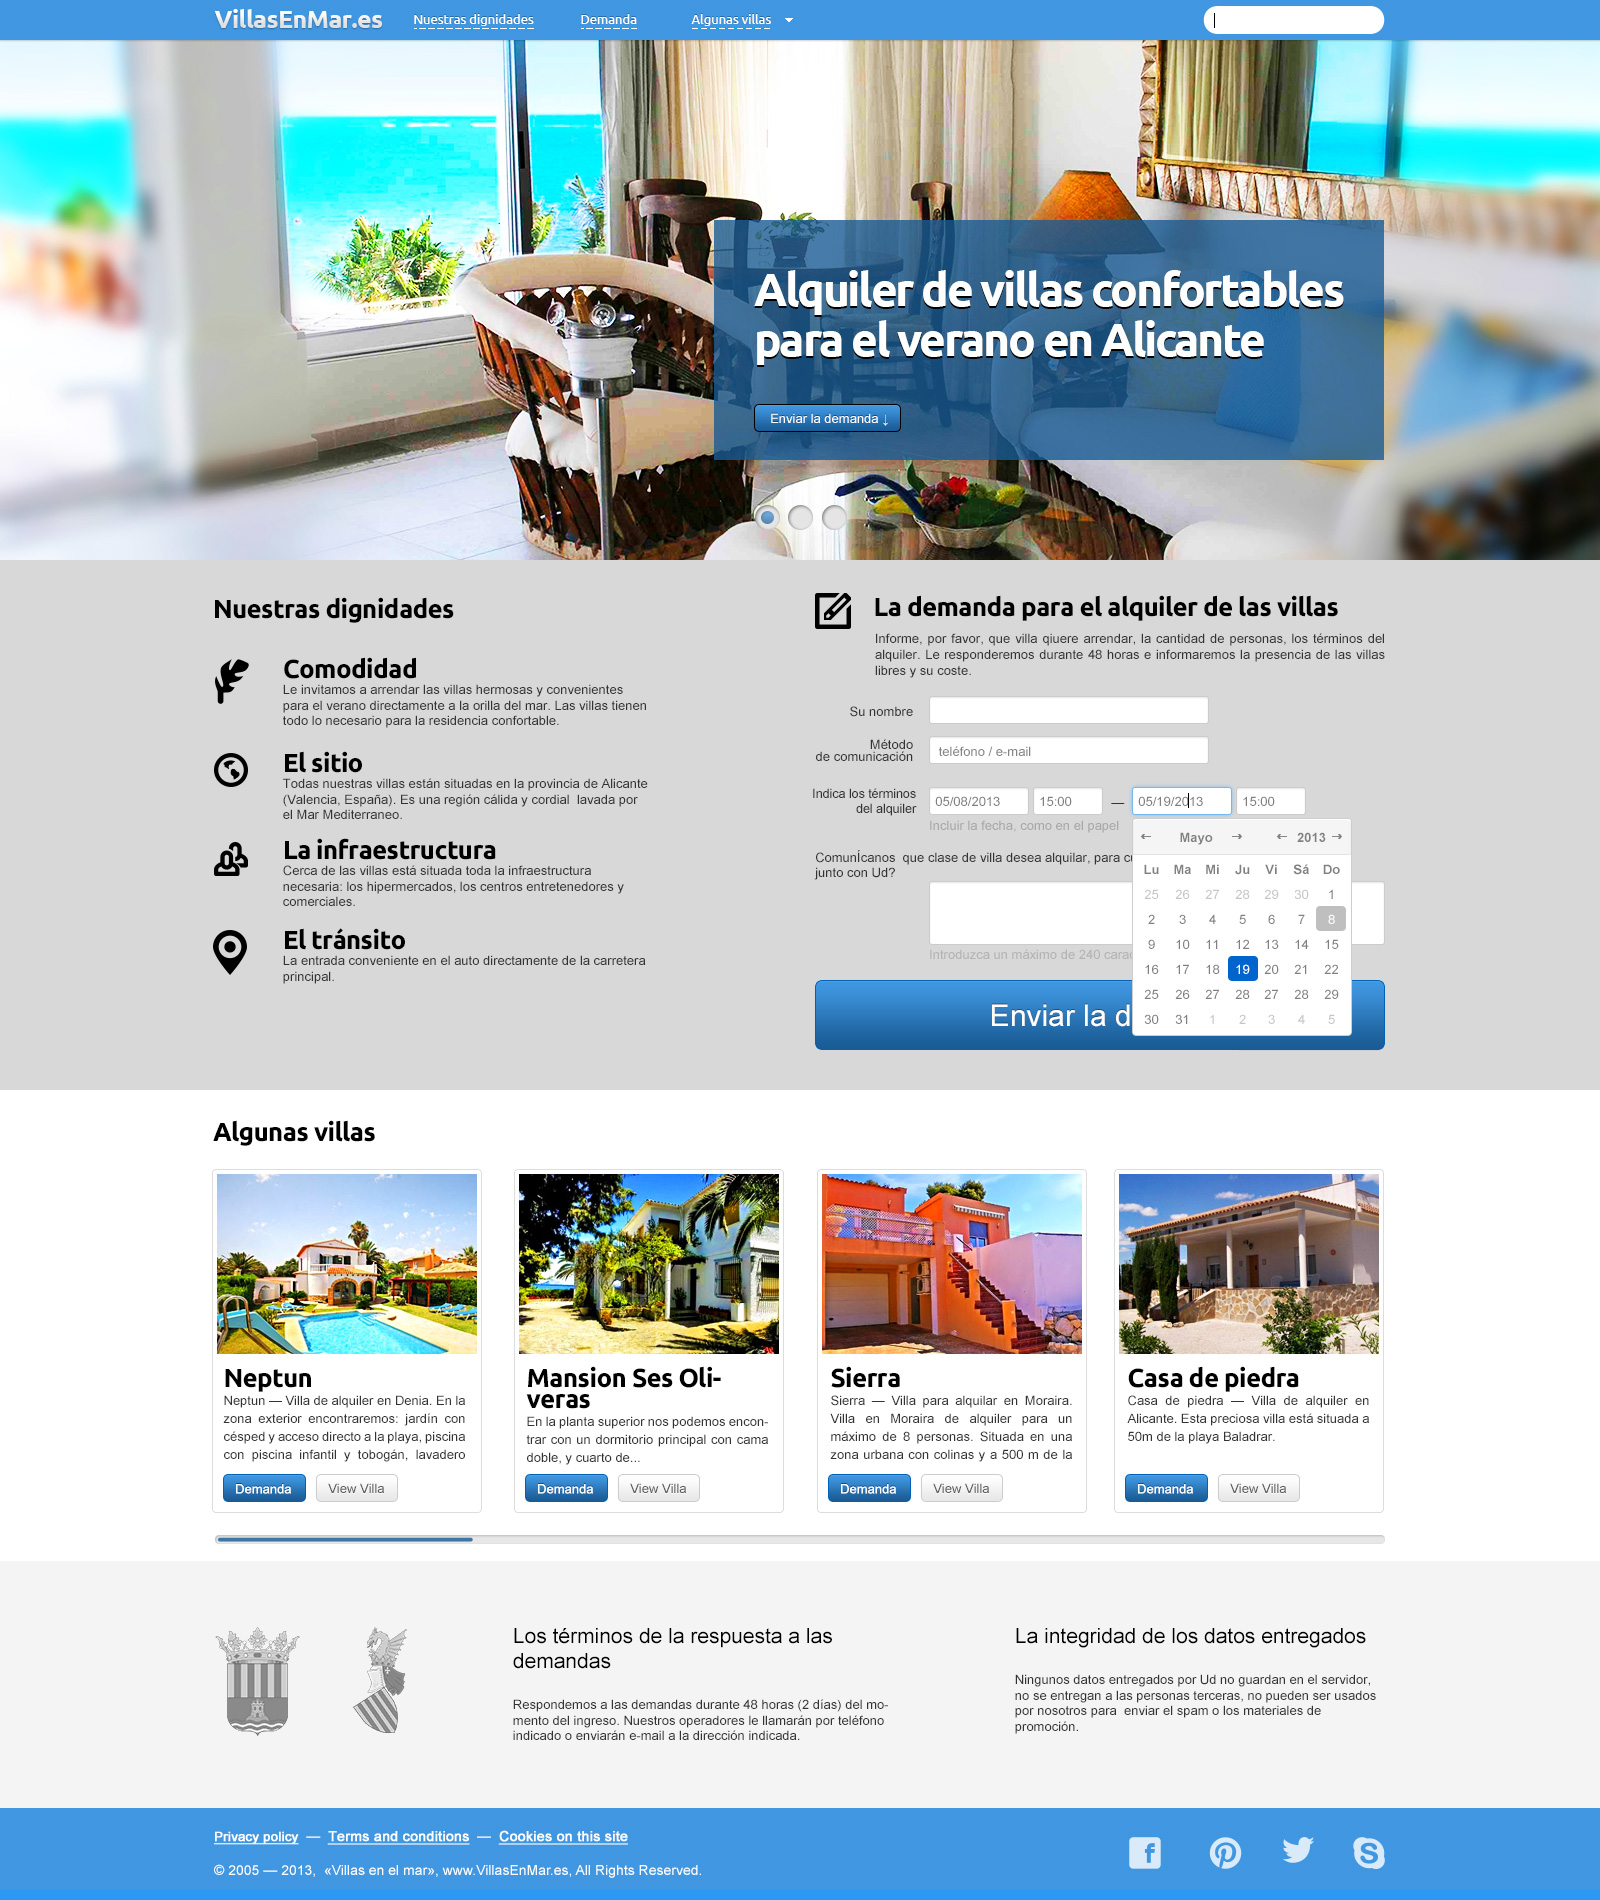 VillasEnMar.es
Nuestras dignidades
Demanda
Algunas villas
Alquiler de villas confortables
para el verano en Alicante
Enviar la demanda ↓
Nuestras dignidades
Comodidad
Le invitamos a arrendar las villas hermosas y convenientes
para el verano directamente a la orilla del mar. Las villas tienen
todo lo necesario para la residencia confortable.
El sitio
Todas nuestras villas están situadas en la provincia de Alicante
(Valencia, España). Es una región cálida y cordial lavada por
el Mar Mediterraneo.
La infraestructura
Cerca de las villas está situada toda la infraestructura
necesaria: los hipermercados, los centros entretenedores y
comerciales.
El tránsito
La entrada conveniente en el auto directamente de la carretera
principal.
La demanda para el alquiler de las villas
Informe, por favor, que villa qiuere arrendar, la cantidad de personas, los términos del
alquiler. Le responderemos durante 48 horas e informaremos la presencia de las villas
libres y su coste.
Su nombre
Método
de comunicación
teléfono / e-mail
Indica los términos
del alquiler
05/08/2013 15:00 — 05/19/2013 15:00
Incluir la fecha, como en el papel
← Mayo → ← 2013 →
Lu Ma Mi Ju Vi Sá Do
25 26 27 28 29 30 1
2 3 4 5 6 7 8
9 10 11 12 13 14 15
16 17 18 19 20 21 22
25 26 27 28 27 28 29
30 31 1 2 3 4 5
ComunÍcanos que clase de villa desea alquilar, para cu
junto con Ud?
Introduzca un máximo de 240 carac
Enviar la d
Algunas villas
Neptun
Neptun — Villa de alquiler en Denia. En la
zona exterior encontraremos: jardín con
césped y acceso directo a la playa, piscina
con piscina infantil y tobogán, lavadero
Demanda
View Villa
Mansion Ses Oli-
veras
En la planta superior nos podemos encon-
trar con un dormitorio principal con cama
doble, y cuarto de...
Demanda
View Villa
Sierra
Sierra — Villa para alquilar en Moraira.
Villa en Moraira de alquiler para un
máximo de 8 personas. Situada en una
zona urbana con colinas y a 500 m de la
Demanda
View Villa
Casa de piedra
Casa de piedra — Villa de alquiler en
Alicante. Esta preciosa villa está situada a
50m de la playa Baladrar.
Demanda
View Villa
Los términos de la respuesta a las
demandas
Respondemos a las demandas durante 48 horas (2 días) del mo-
mento del ingreso. Nuestros operadores le llamarán por teléfono
indicado o enviarán e-mail a la dirección indicada.
La integridad de los datos entregados
Ningunos datos entregados por Ud no guardan en el servidor,
no se entregan a las personas terceras, no pueden ser usados
por nosotros para enviar el spam o los materiales de
promoción.
Privacy policy — Terms and conditions — Cookies on this site
© 2005 — 2013, «Villas en el mar», www.VillasEnMar.es, All Rights Reserved.